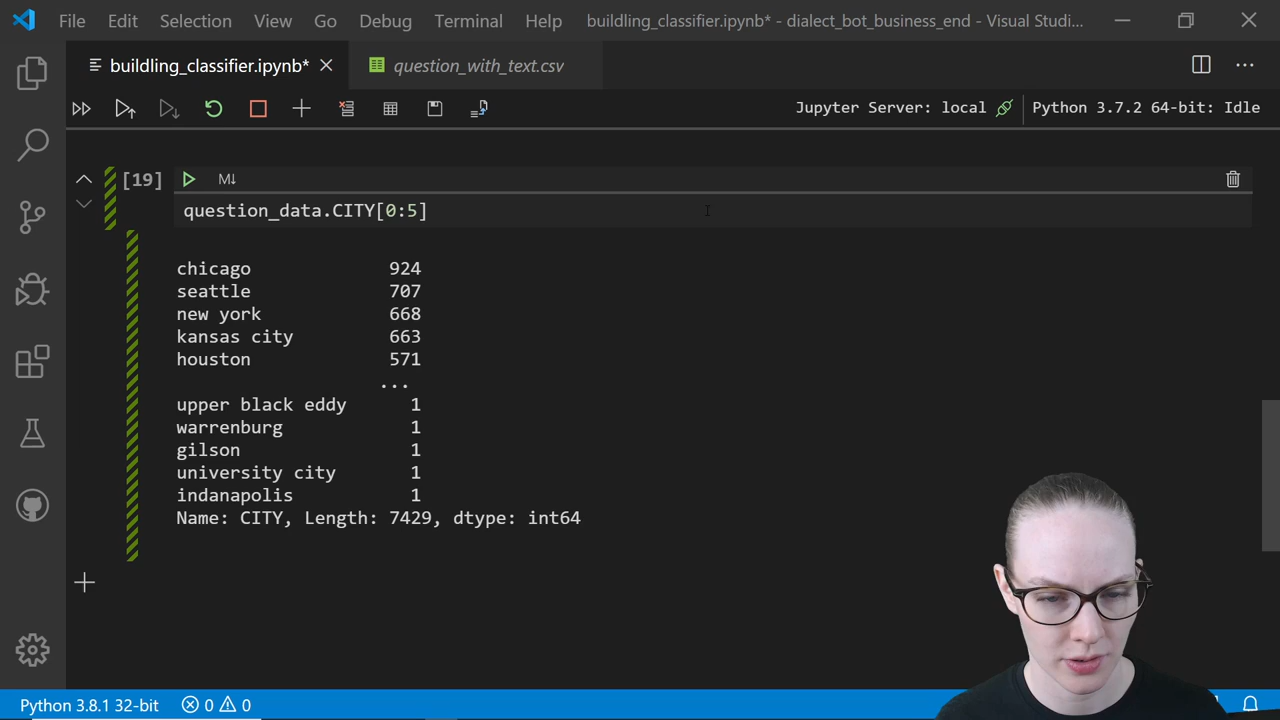 File Edit Selection View Go Debug Terminal Help buildling_classifier.ipynb* - dialect_bot_business_end - Visual Studi...
buildling_classifier.ipynb* question_with_text.csv
Jupyter Server: local Python 3.7.2 64-bit: Idle
[19] M↓
question_data.CITY[0:5]
chicago 924
seattle 707
new york 668
kansas city 663
houston 571
...
upper black eddy 1
warrenburg 1
gilson 1
university city 1
indanapolis 1
Name: CITY, Length: 7429, dtype: int64
Python 3.8.1 32-bit 0 0